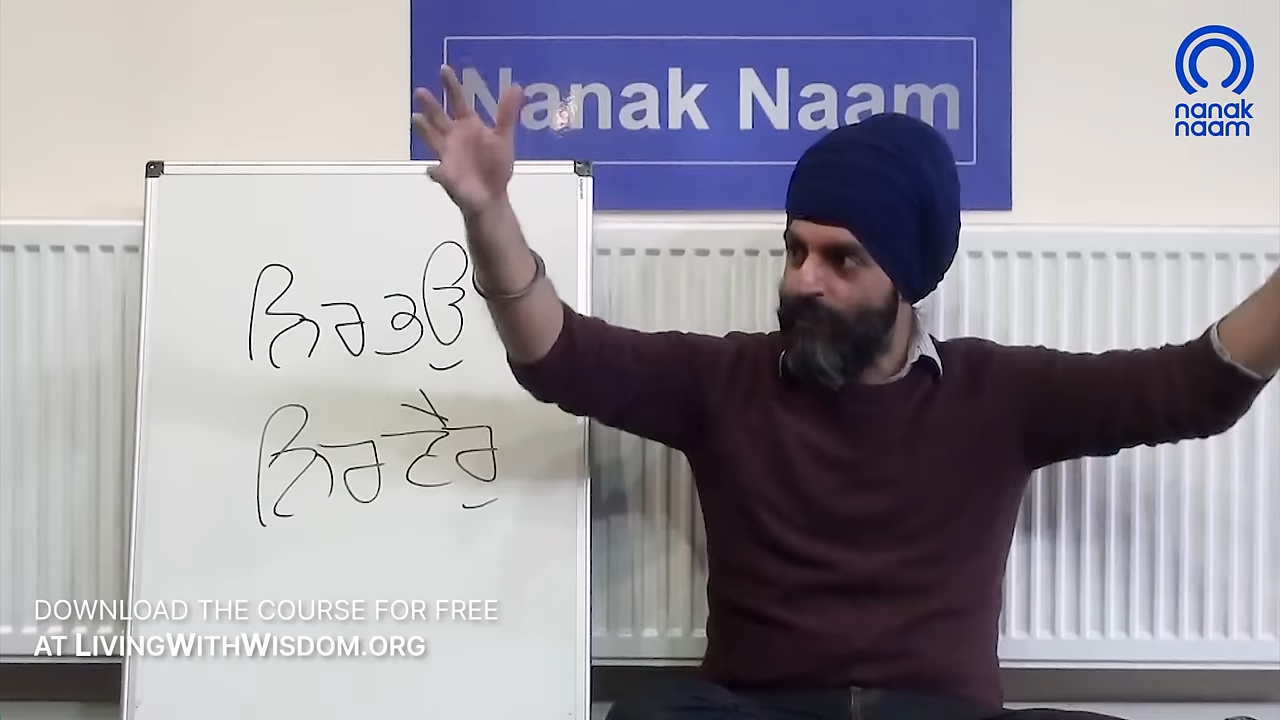 Nanak Naam
nanak
naam
ਨਿਰਭਉ
ਨਿਰਵੈਰੁ
DOWNLOAD THE COURSE FOR FREE
AT LIVINGWITHWISDOM.ORG